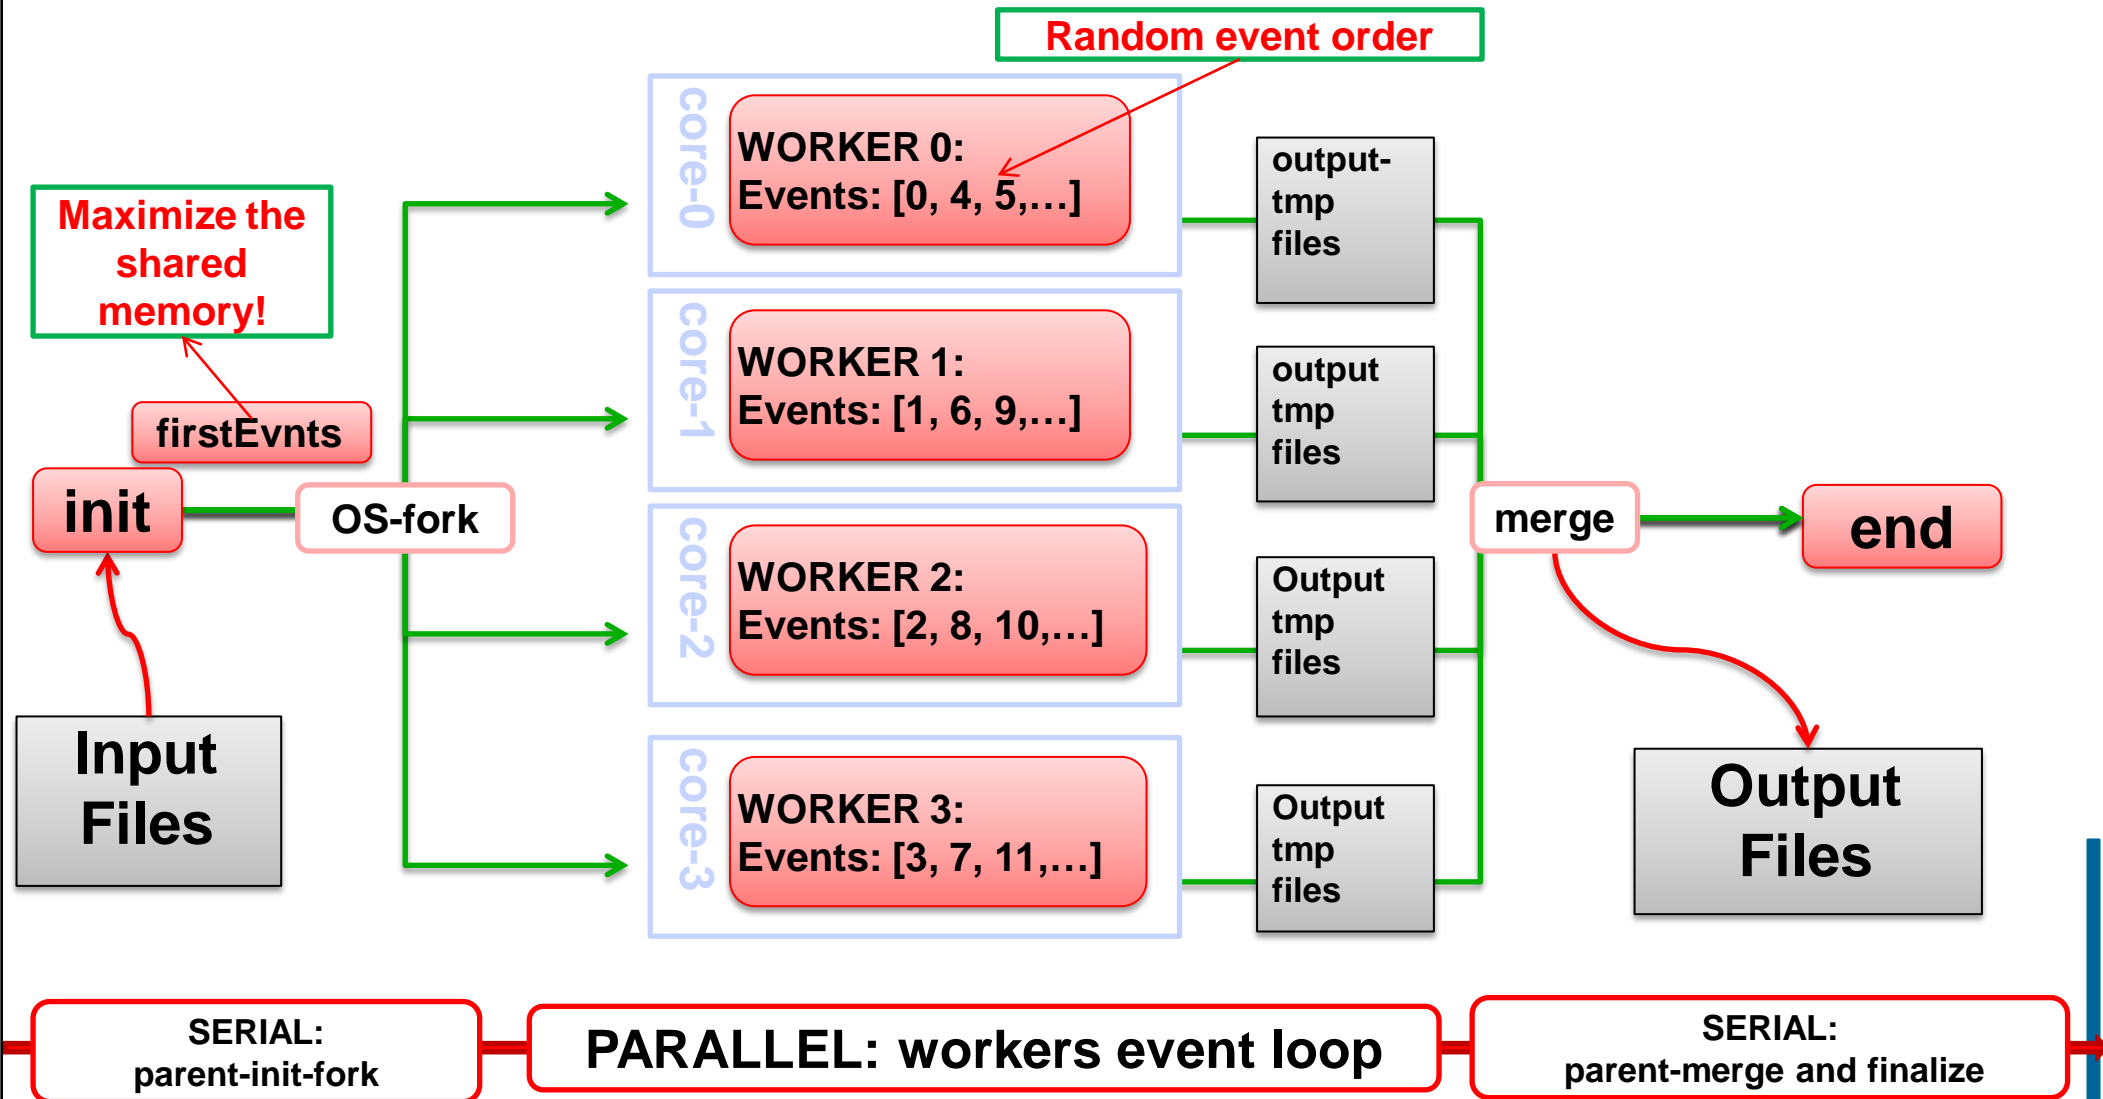 Random event order
Maximize the
shared
memory!
firstEvnts
init
OS-fork
Input
Files
core-0
WORKER 0:
Events: [0, 4, 5,…]
core-1
WORKER 1:
Events: [1, 6, 9,…]
core-2
WORKER 2:
Events: [2, 8, 10,…]
core-3
WORKER 3:
Events: [3, 7, 11,…]
output-
tmp
files
output
tmp
files
Output
tmp
files
Output
tmp
files
merge
end
Output
Files
SERIAL:
parent-init-fork
PARALLEL: workers event loop
SERIAL:
parent-merge and finalize